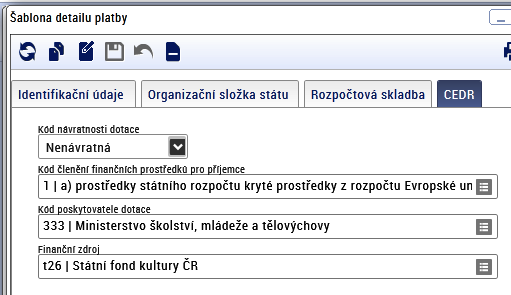 Šablona detailu platby
Identifikační údaje
Organizační složka státu
Rozpočtová skladba
CEDR
Kód návratnosti dotace
Nenávratná
Kód členění finančních prostředků pro příjemce
1 | a) prostředky státního rozpočtu kryté prostředky z rozpočtu Evropské un
Kód poskytovatele dotace
333 | Ministerstvo školství, mládeže a tělovýchovy
Finanční zdroj
t26 | Státní fond kultury ČR